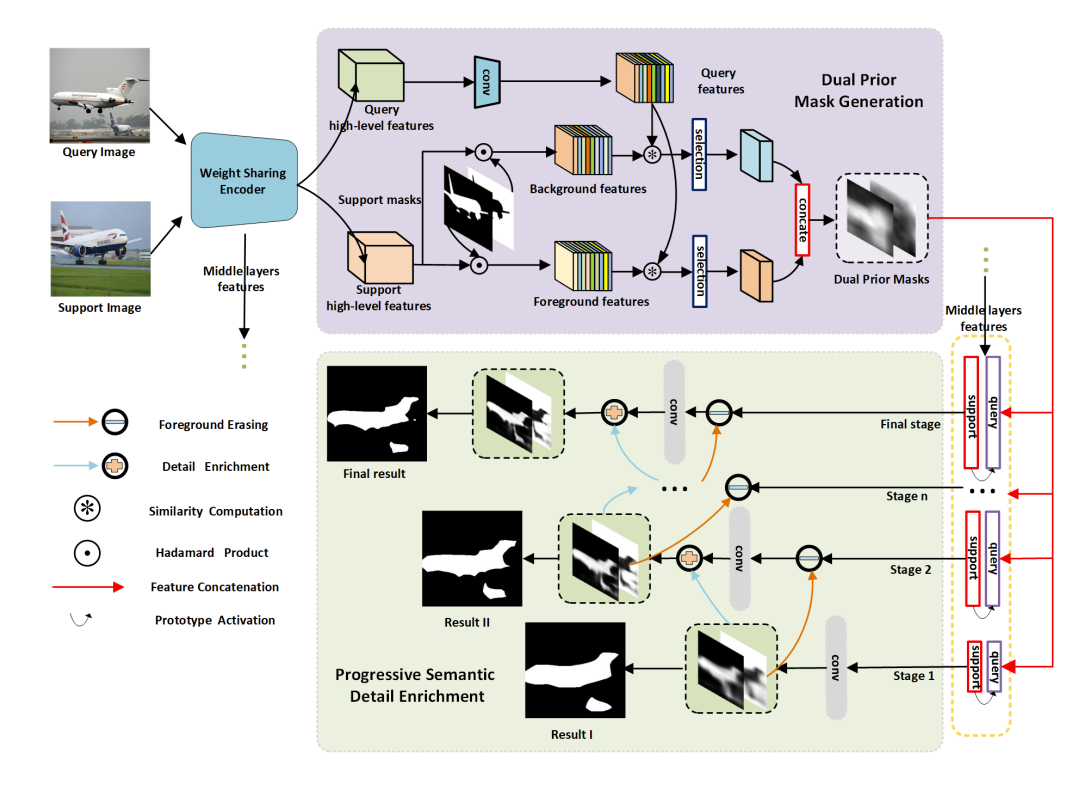 Query Image
Support Image
Weight Sharing
Encoder
Middle layers
features
Query
high-level features
conv
Query
features
Dual Prior
Mask Generation
Support masks
Background features
selection
Support
high-level features
Foreground features
selection
concate
Dual Prior Masks
Middle layers
features
support
query
support
query
support
query
Final stage
conv
Final result
Stage n
Stage 2
conv
Result II
Stage 1
conv
Result I
Progressive Semantic
Detail Enrichment
Foreground Erasing
Detail Enrichment
Similarity Computation
Hadamard Product
Feature Concatenation
Prototype Activation